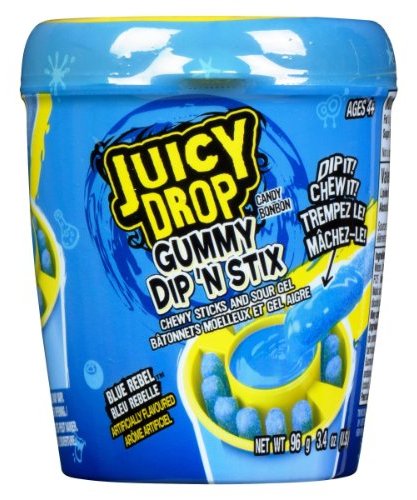 AGES 4+
JUICY
DROP
CANDY
BONBON
GUMMY
DIP 'N STIX
CHEWY STICKS AND SOUR GEL
BÂTONNETS MOELLEUX ET GEL AIGRE
DIP IT!
CHEW IT!
TREMPEZ LE!
MÂCHEZ-LE!
BLUE REBEL™
BLEU REBELLE
ARTIFICIALLY FLAVOURED
ARÔME ARTIFICIEL
NET WT 96 g 3.4 oz